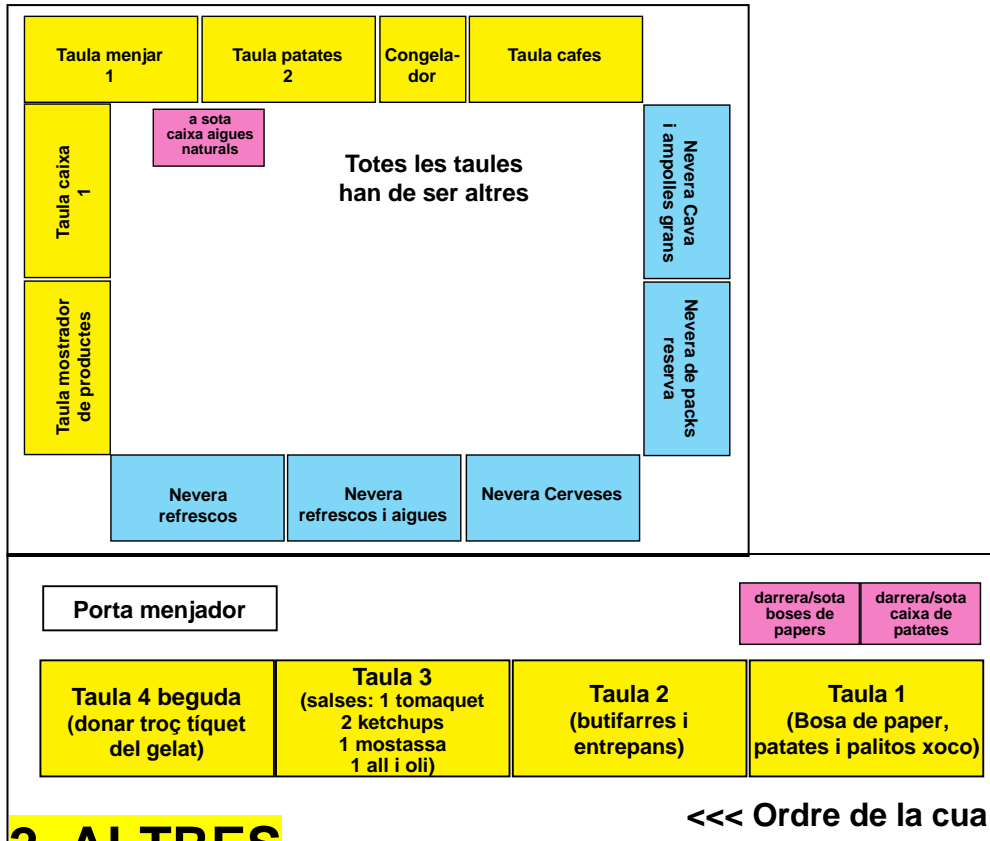 Taula menjar
1
Taula patates
2
Congela-
dor
Taula cafes
a sota
caixa aigues
naturals
Totes les taules
han de ser altres
Taula caixa
1
Nevera Cava
i ampolles grans
Taula mostrador
de productes
Nevera de packs
reserva
Nevera
refrescos
Nevera
refrescos i aigues
Nevera Cerveses
Porta menjador
darrera/sota
boses de
papers
darrera/sota
caixa de
patates
Taula 4 beguda
(donar troç tíquet
del gelat)
Taula 3
(salses: 1 tomaquet
2 ketchups
1 mostassa
1 all i oli)
Taula 2
(butifarres i
entrepans)
Taula 1
(Bosa de paper,
patates i palitos xoco)
<<< Ordre de la cua
ALTRES